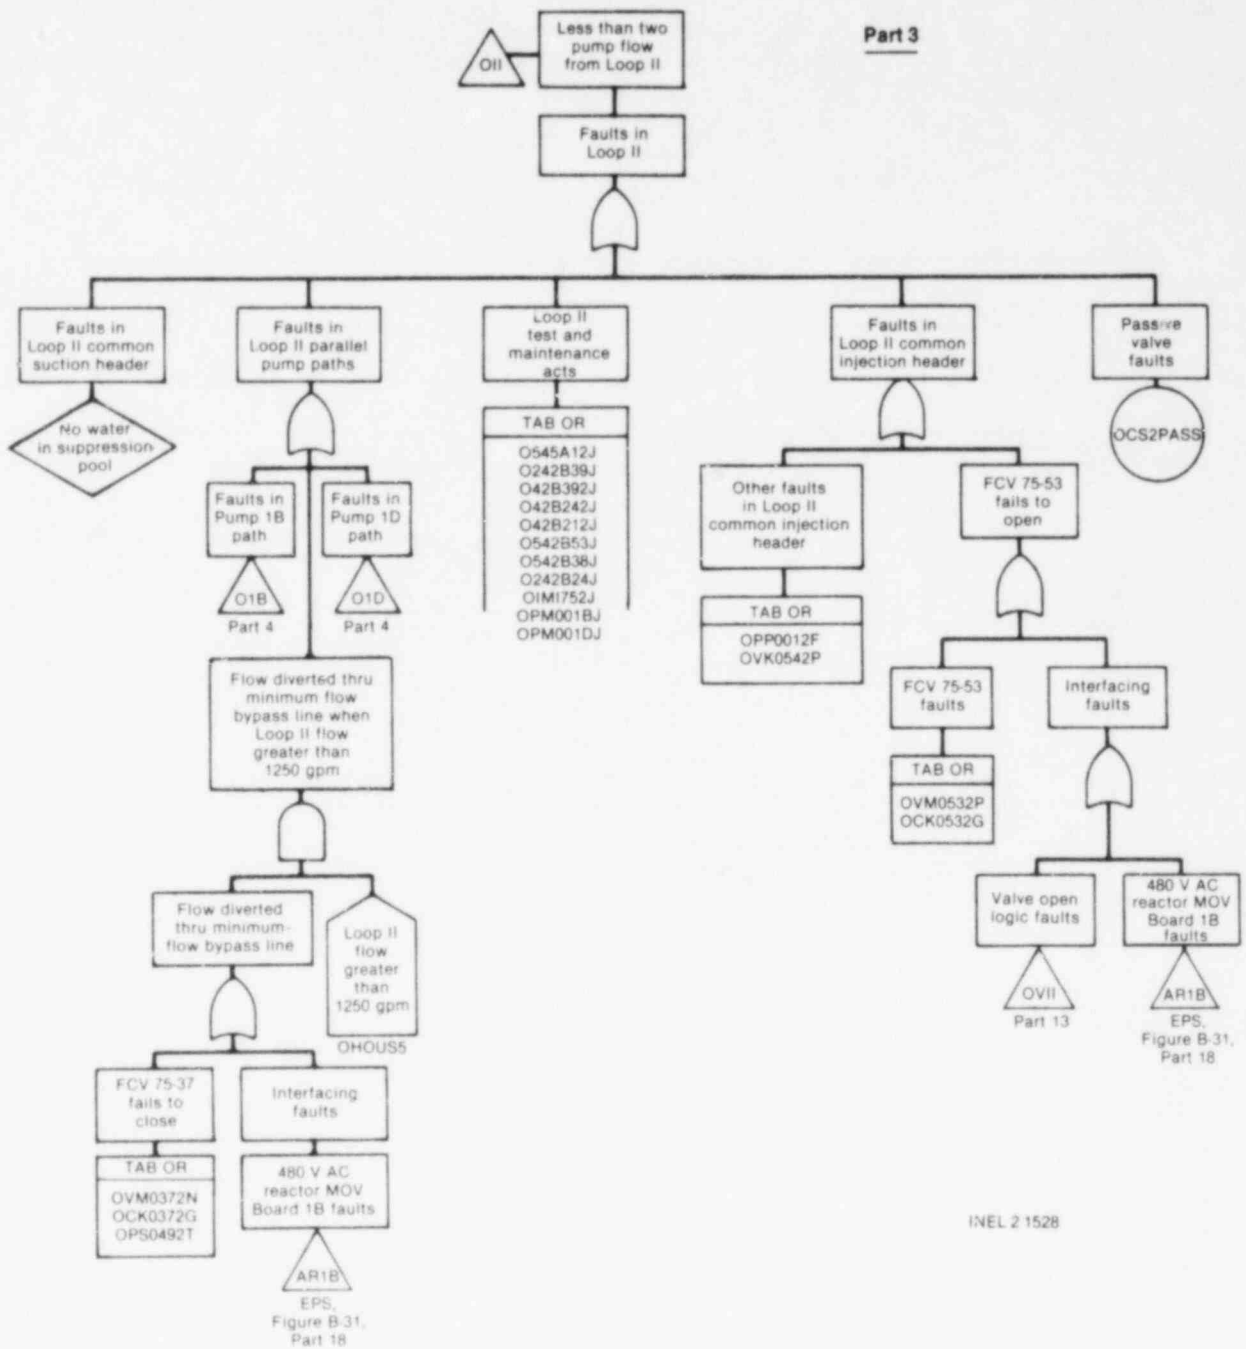 Part 3
OII
Less than two
pump flow
from Loop II
Faults in
Loop II
Faults in
Loop II common
suction header
No water
in suppression
pool
Faults in
Loop II parallel
pump paths
Faults in
Pump 1B
path
O1B
Part 4
Faults in
Pump 1D
path
O1D
Part 4
Flow diverted thru
minimum flow
bypass line when
Loop II flow
greater than
1250 gpm
Flow diverted
thru minimum-
flow bypass line
Loop II
flow
greater
than
1250 gpm
OHOUS5
FCV 75-37
fails to
close
TAB OR
OVM0372N
OCK0372G
OPS0492T
Interfacing
faults
480 V AC
reactor MOV
Board 1B faults
AR1B
EPS,
Figure B-31,
Part 18
Loop II
test and
maintenance
acts
TAB OR
O545A12J
O242B39J
O42B392J
O42B242J
O42B212J
O542B53J
O542B38J
O242B24J
OIMI752J
OPM001BJ
OPM001DJ
Faults in
Loop II common
injection header
Other faults
in Loop II
common injection
header
TAB OR
OPP0012F
OVK0542P
FCV 75-53
fails to
open
FCV 75-53
faults
TAB OR
OVM0532P
OCK0532G
Interfacing
faults
Valve open
logic faults
OVII
Part 13
480 V AC
reactor MOV
Board 1B
faults
AR1B
EPS,
Figure B-31,
Part 18
Passive
valve
faults
OCS2PASS
INEL 2 1528